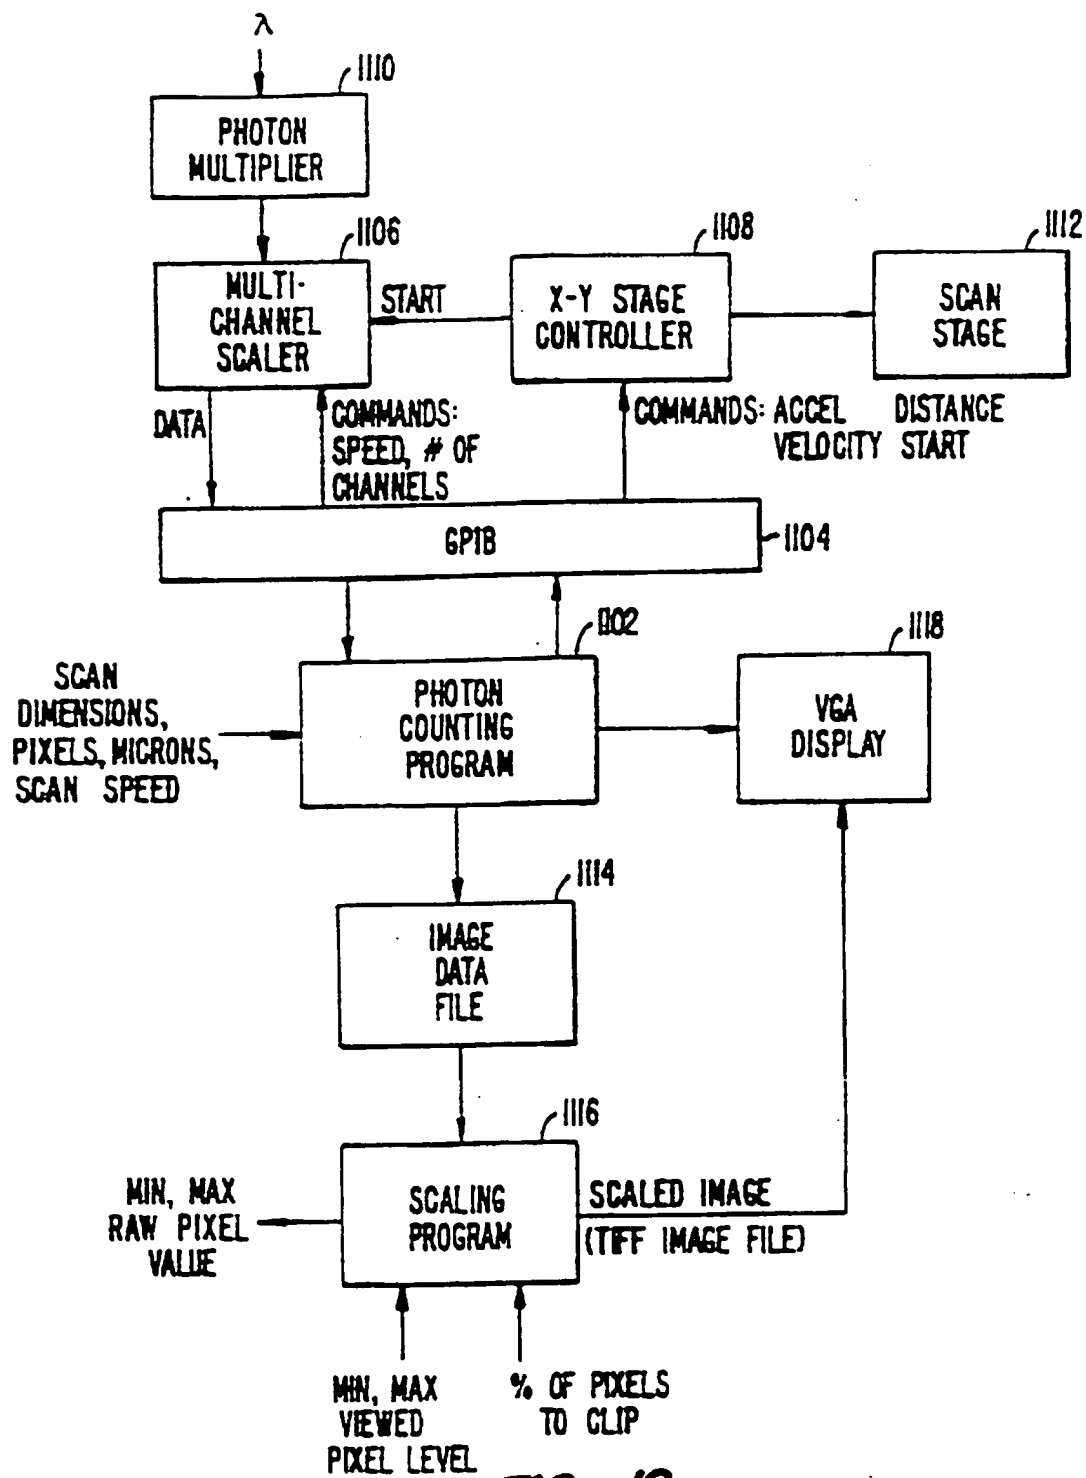 λ
1110
PHOTON
MULTIPLIER
1106
MULTI-
CHANNEL
SCALER
START
1108
X-Y STAGE
CONTROLLER
1112
SCAN
STAGE
DATA
COMMANDS:
SPEED, # OF
CHANNELS
COMMANDS: ACCEL DISTANCE
VELOCITY START
GPIB
1104
1102
SCAN
DIMENSIONS,
PIXELS, MICRONS,
SCAN SPEED
PHOTON
COUNTING
PROGRAM
1118
VGA
DISPLAY
1114
IMAGE
DATA
FILE
1116
SCALING
PROGRAM
MIN, MAX
RAW PIXEL
VALUE
SCALED IMAGE
(TIFF IMAGE FILE)
MIN, MAX
VIEWED
PIXEL LEVEL
% OF PIXELS
TO CLIP